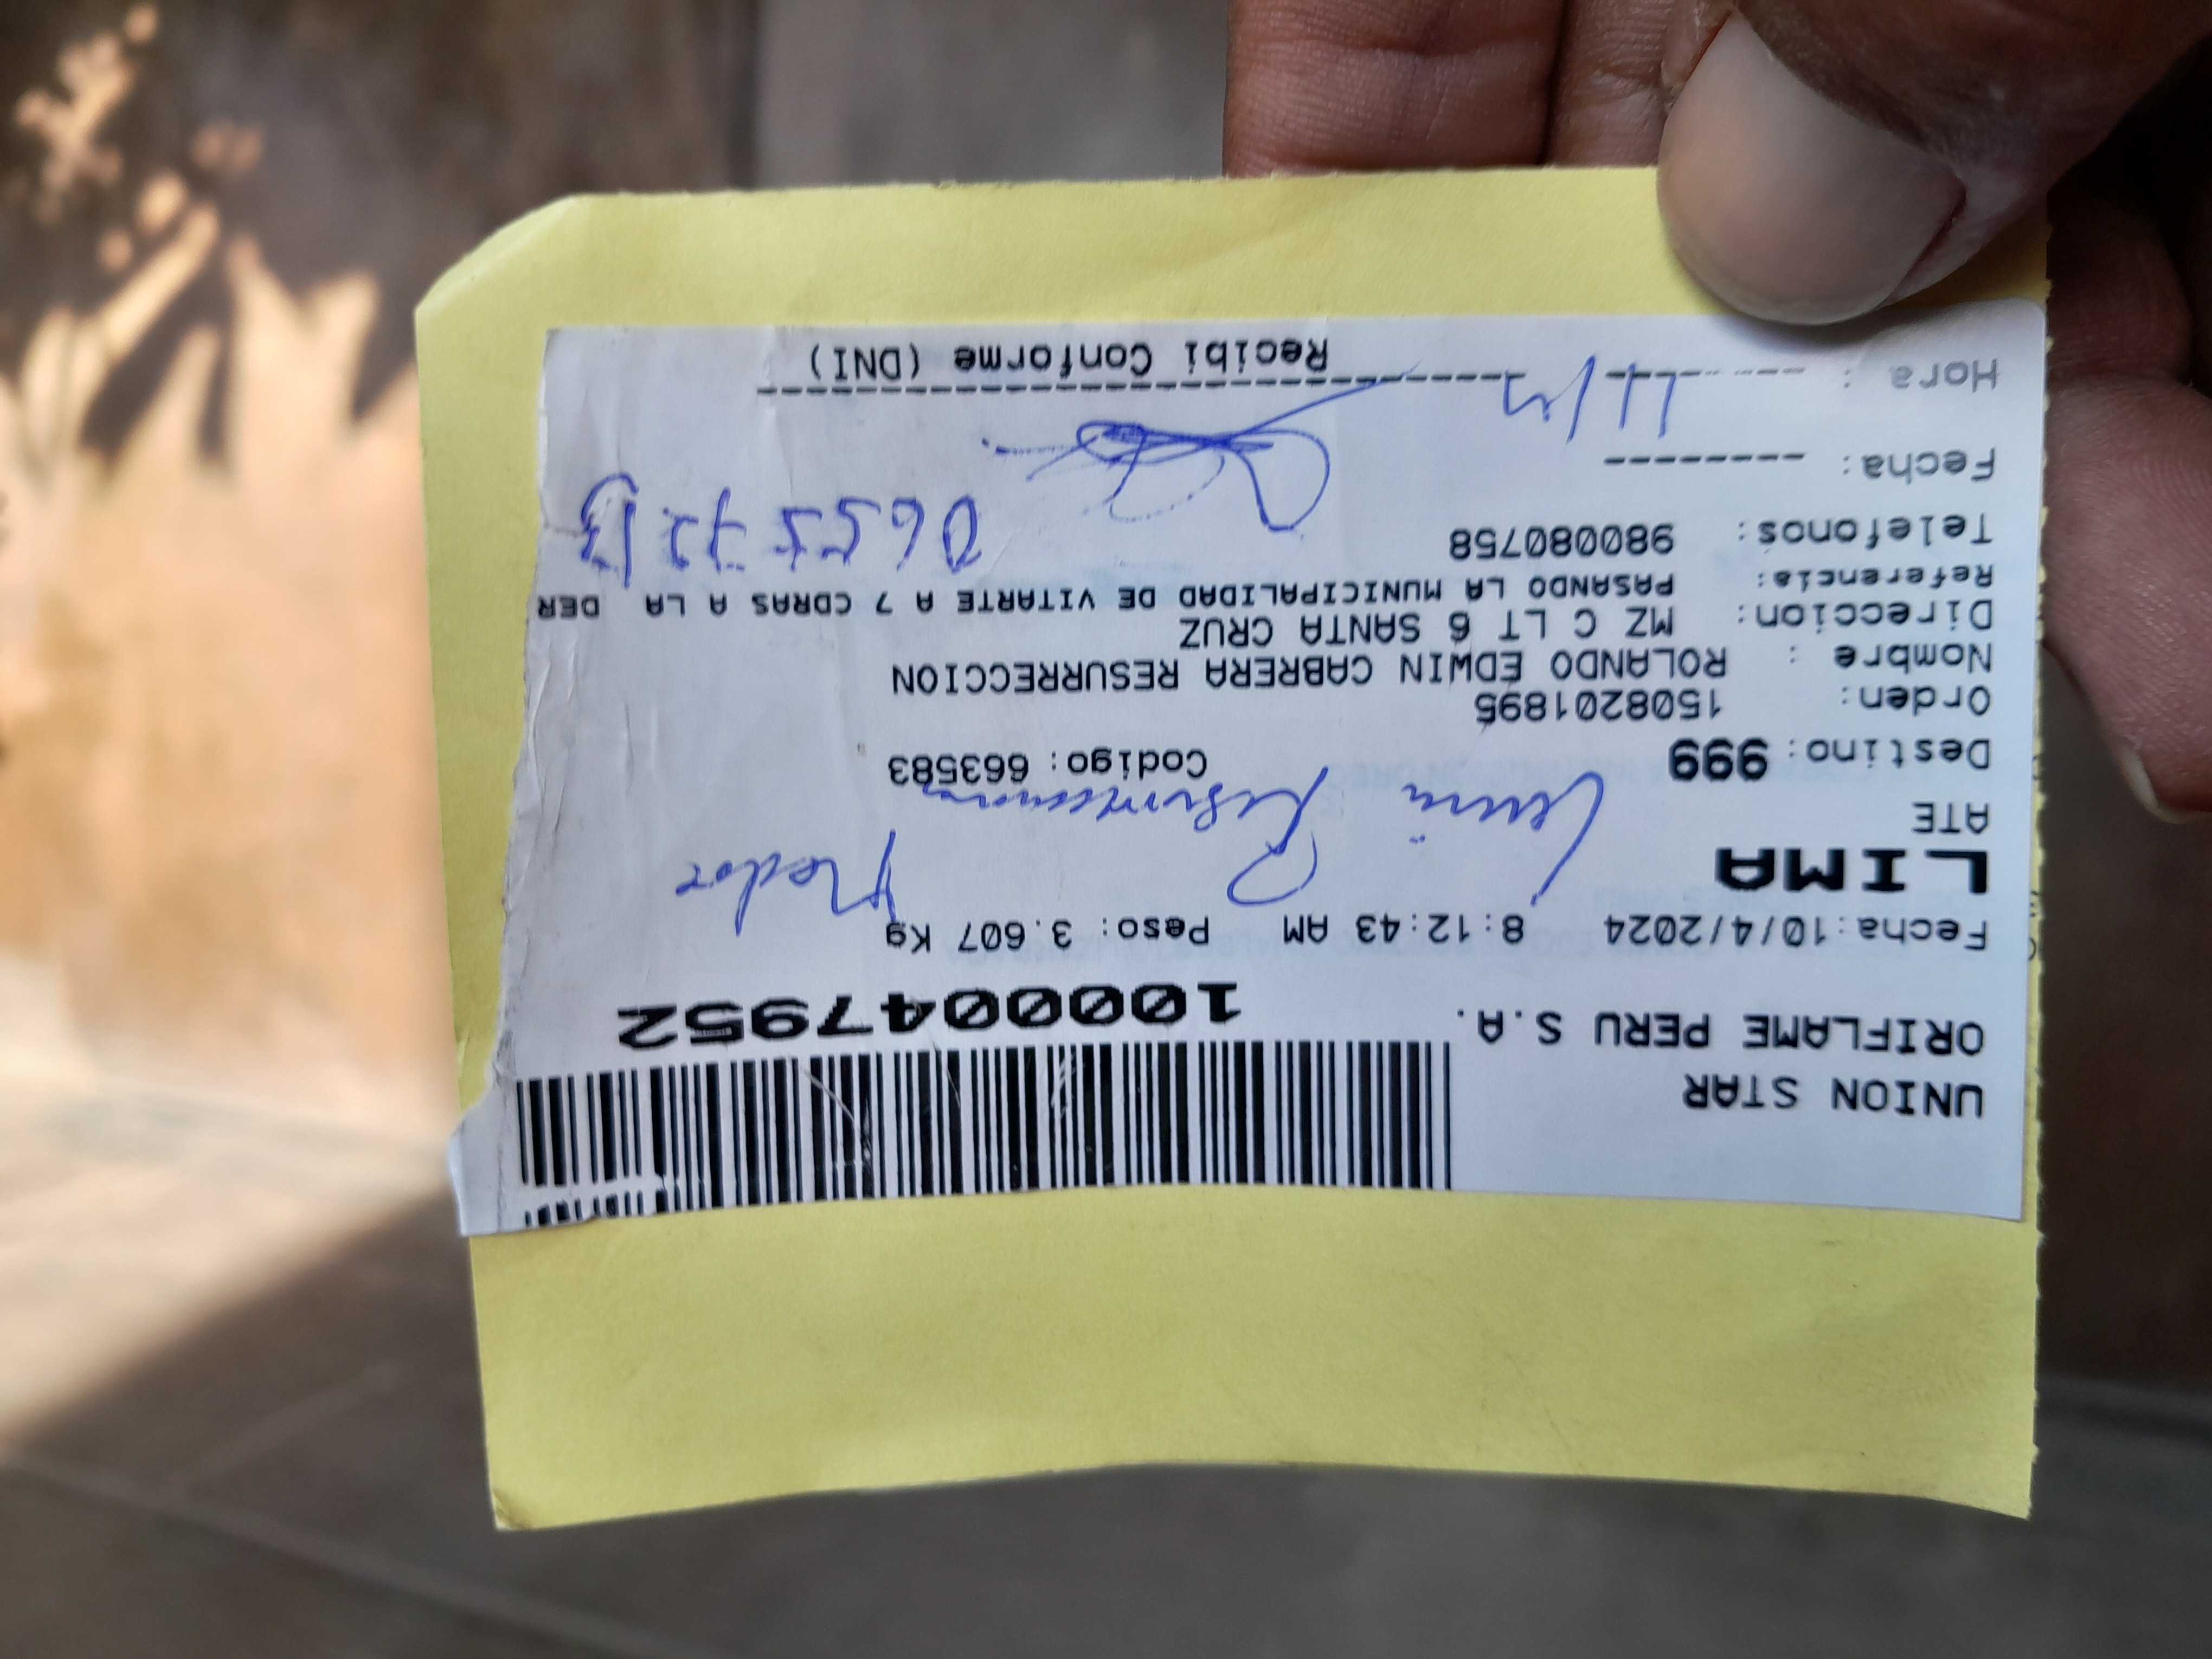 UNION STAR
ORIFLAME PERU S.A.
1000047952
Fecha:10/4/2024 8:12:43 AM Peso: 3.607 Kg
LIMA
ATE
Destino: 999 Codigo: 663583
Orden: 1508201895
Nombre : ROLANDO EDWIN CABRERA RESURRECCION
Direccion: MZ C LT 6 SANTA CRUZ
Referencia: PASANDO LA MUNICIPALIDAD DE VITARTE A 7 CDRAS A LA DER
Telefonos: 980080758
Fecha: --------
Hora : --------
Recibi Conforme (DNI)